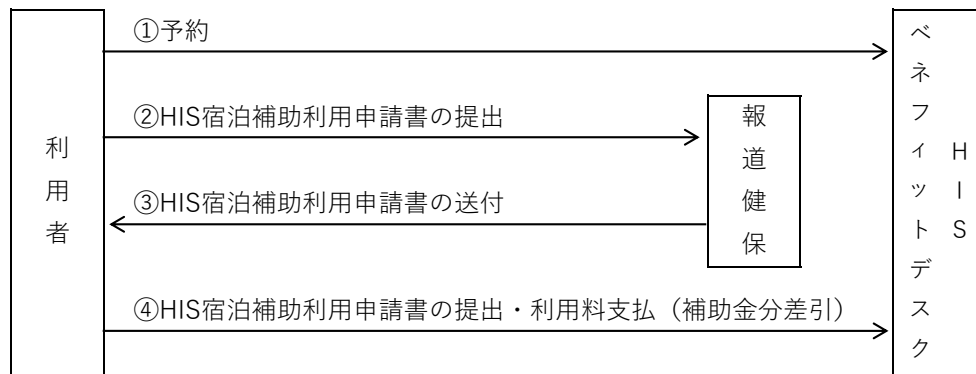 ①予約
②HIS宿泊補助利用申請書の提出
③HIS宿泊補助利用申請書の送付
④HIS宿泊補助利用申請書の提出・利用料支払（補助金分差引）
利用者
報道健保
HIS
ベネフィットデスク